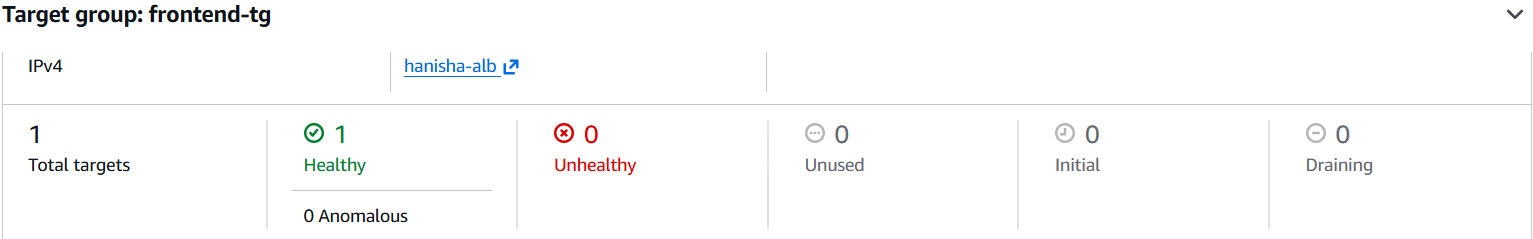 Target group: frontend-tg
IPv4
hanisha-alb
1
Total targets
1
Healthy
0 Anomalous
0
Unhealthy
0
Unused
0
Initial
0
Draining